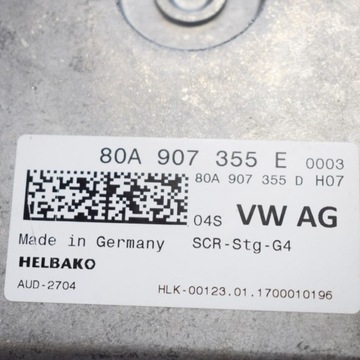 80A 907 355 E 0003
80A 907 355 D H07
04S VW AG
Made in Germany SCR-Stg-G4
HELBAKO
AUD-2704 HLK-00123.01.1700010196